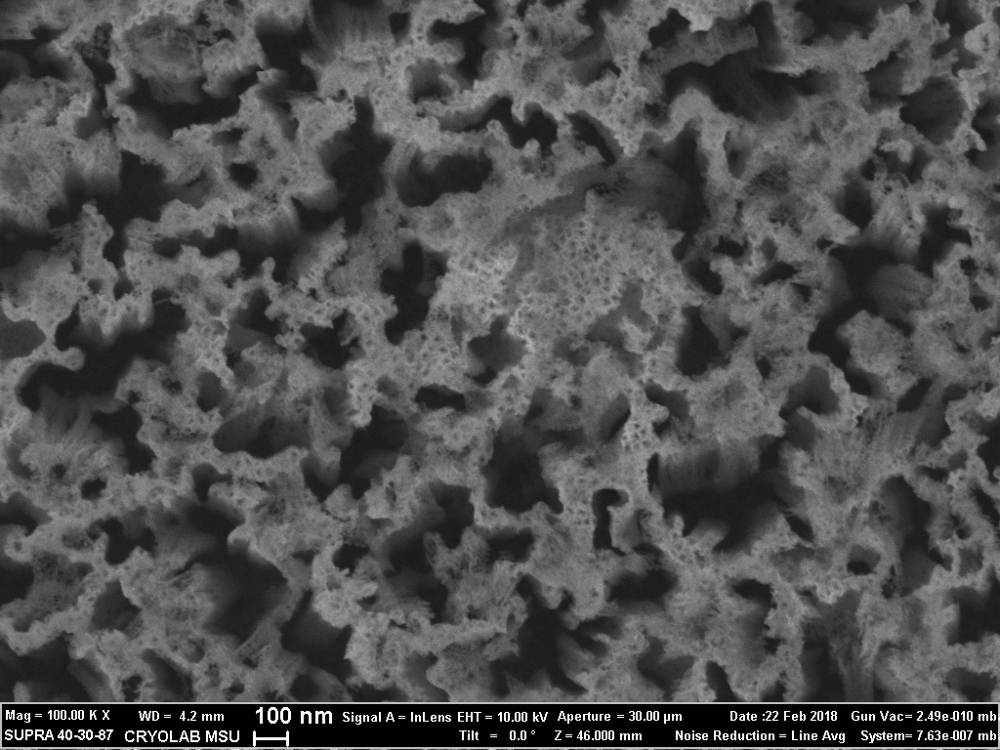 Mag = 100.00 K X WD = 4.2 mm 100 nm Signal A = InLens EHT = 10.00 kV Aperture = 30.00 µm Date :22 Feb 2018 Gun Vac= 2.49e-010 mb
SUPRA 40-30-87 CRYOLAB MSU Tilt = 0.0 ° Z = 46.000 mm Noise Reduction = Line Avg System= 7.63e-007 mb